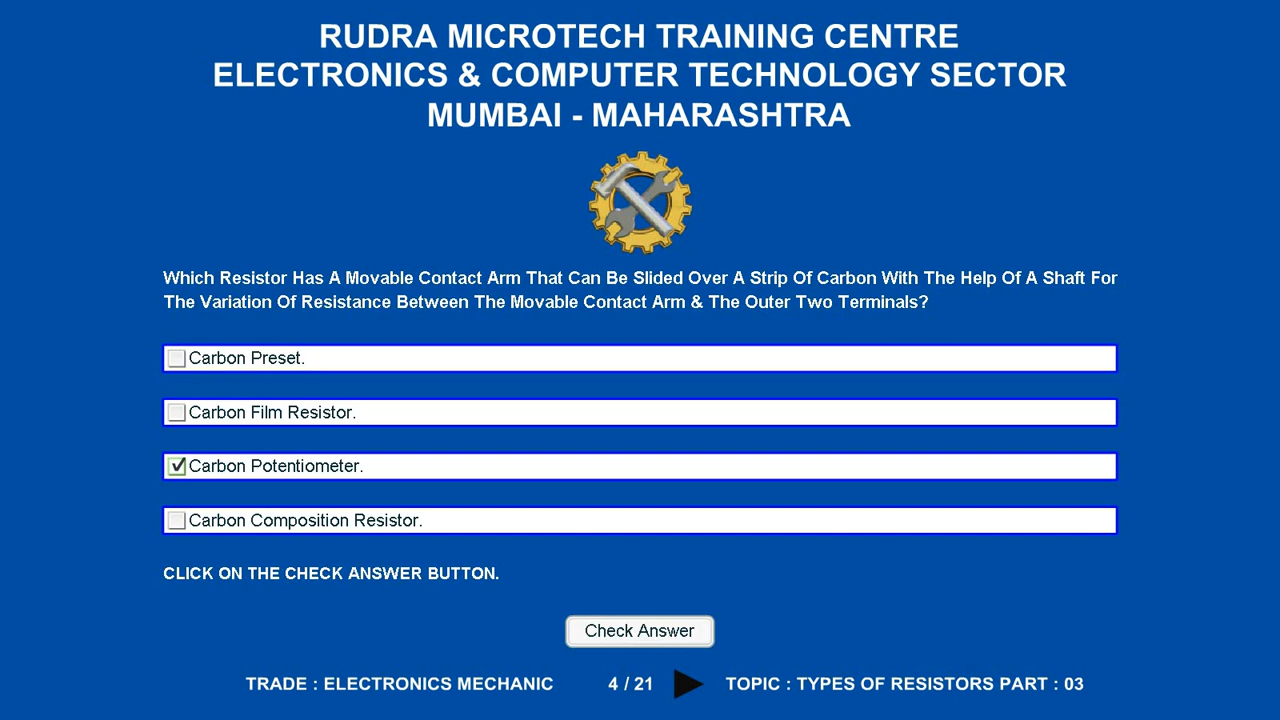 RUDRA MICROTECH TRAINING CENTRE
ELECTRONICS & COMPUTER TECHNOLOGY SECTOR
MUMBAI - MAHARASHTRA
Which Resistor Has A Movable Contact Arm That Can Be Slided Over A Strip Of Carbon With The Help Of A Shaft For
The Variation Of Resistance Between The Movable Contact Arm & The Outer Two Terminals?
Carbon Preset.
Carbon Film Resistor.
Carbon Potentiometer.
Carbon Composition Resistor.
CLICK ON THE CHECK ANSWER BUTTON.
Check Answer
TRADE : ELECTRONICS MECHANIC 4 / 21 TOPIC : TYPES OF RESISTORS PART : 03